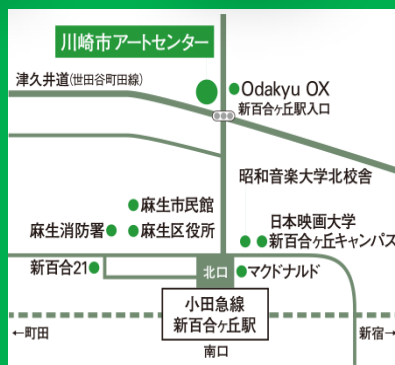 川崎市アートセンター
津久井道(世田谷町田線)
Odakyu OX
新百合ヶ丘駅入口
昭和音楽大学北校舎
麻生市民館
日本映画大学
麻生消防署
麻生区役所
新百合ヶ丘キャンパス
新百合21
北口
マクドナルド
小田急線
新百合ヶ丘駅
←町田
新宿→
南口